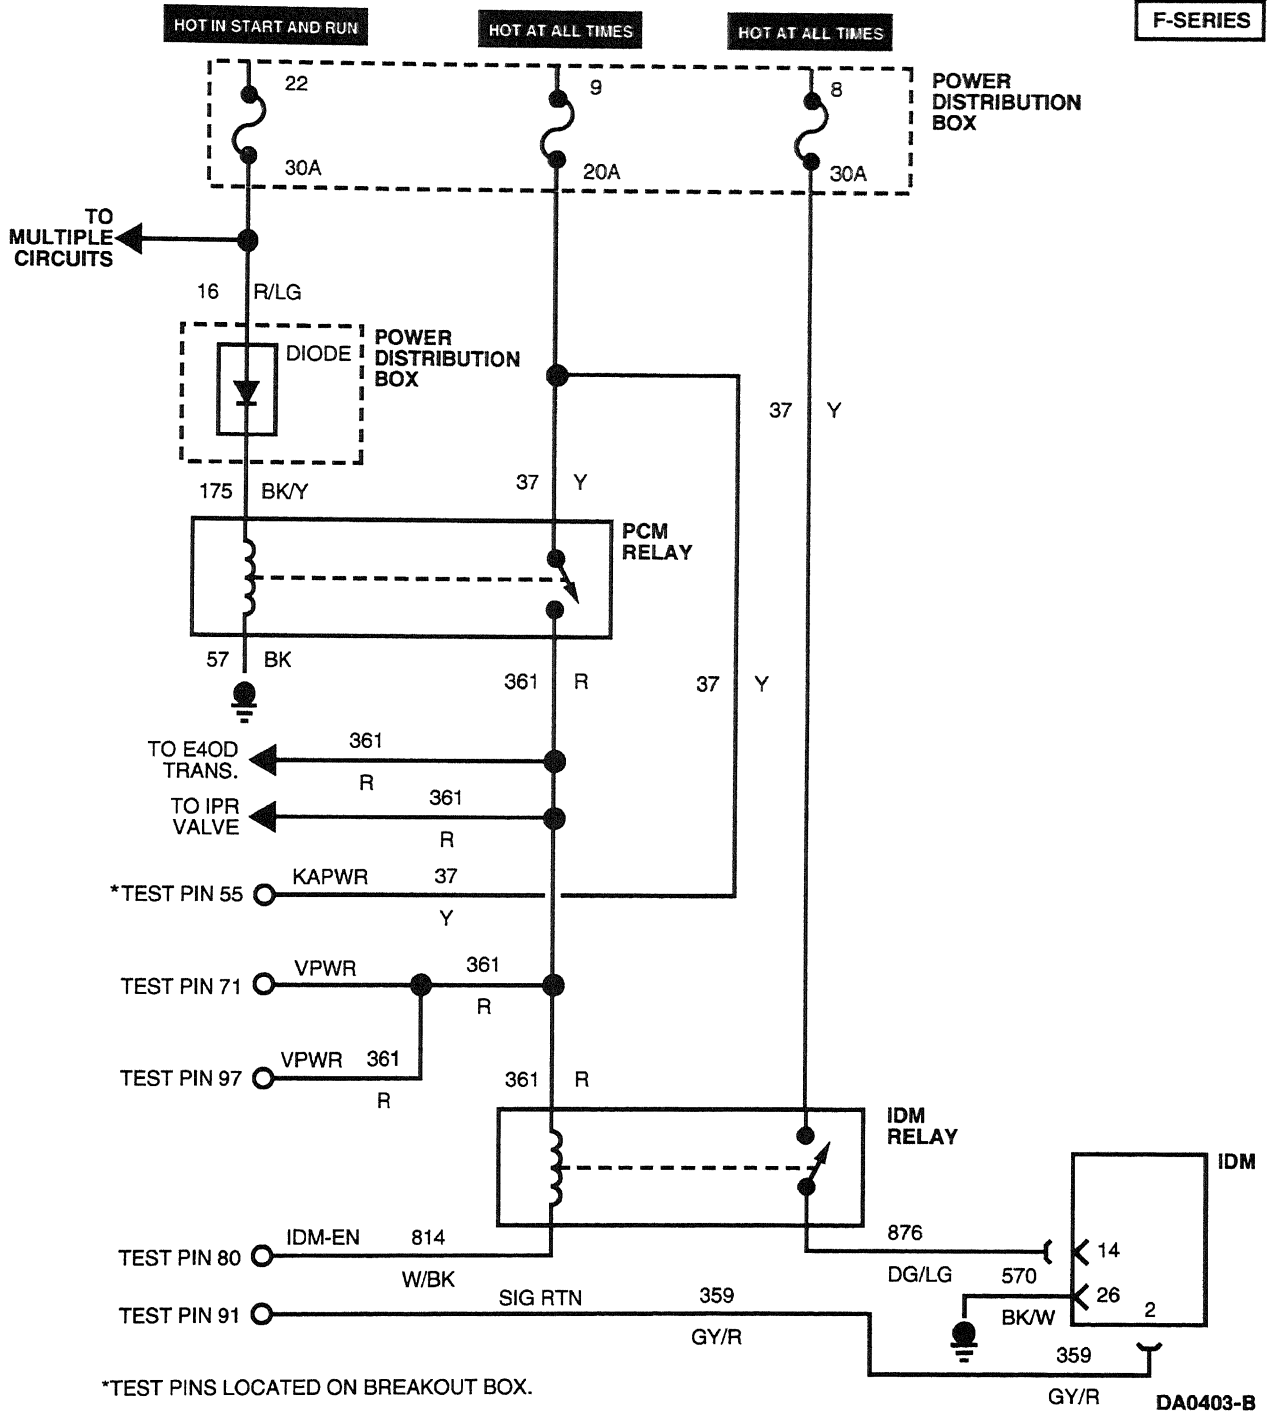 F-SERIES
HOT IN START AND RUN
HOT AT ALL TIMES
HOT AT ALL TIMES
22
9
8
POWER
DISTRIBUTION
BOX
30A
20A
30A
TO
MULTIPLE
CIRCUITS
16 R/LG
DIODE
POWER
DISTRIBUTION
BOX
37 Y
37 Y
175 BK/Y
PCM
RELAY
57 BK
361 R
37 Y
TO E4OD
TRANS.
361
R
TO IPR
VALVE
361
R
*TEST PIN 55
KAPWR 37
Y
TEST PIN 71
VPWR 361
R
TEST PIN 97
VPWR 361
R
361 R
IDM
RELAY
IDM
TEST PIN 80
IDM-EN 814
W/BK
876
DG/LG
14
570
BK/W
26
2
TEST PIN 91
SIG RTN 359
GY/R
359
GY/R
*TEST PINS LOCATED ON BREAKOUT BOX.
DA0403-B